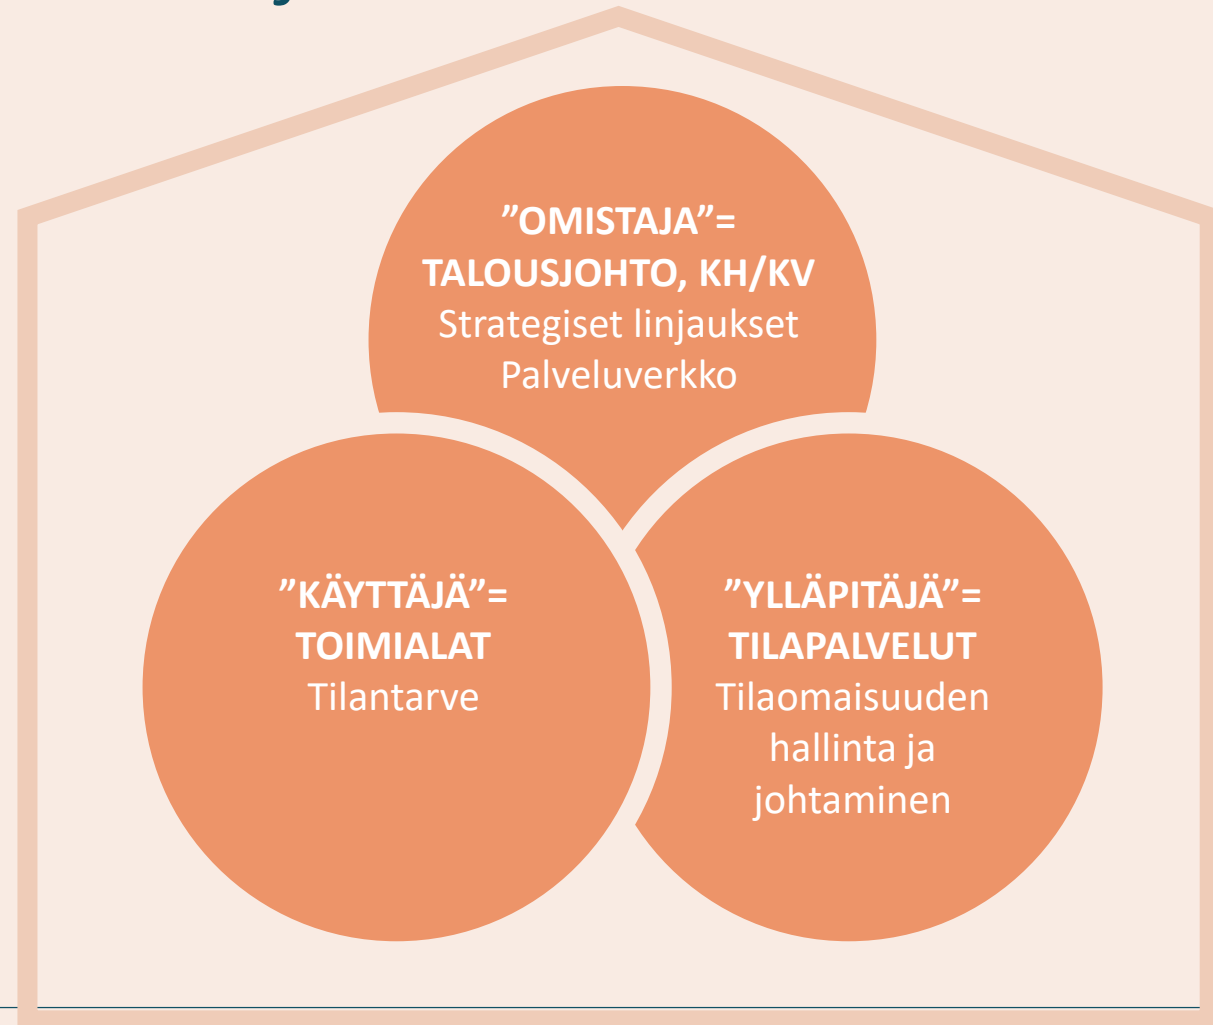 ”OMISTAJA”=
TALOUSJOHTO, KH/KV
Strategiset linjaukset
Palveluverkko
”KÄYTTÄJÄ”=
TOIMIALAT
Tilantarve
”YLLÄPITÄJÄ”=
TILAPALVELUT
Tilaomaisuuden
hallinta ja
johtaminen